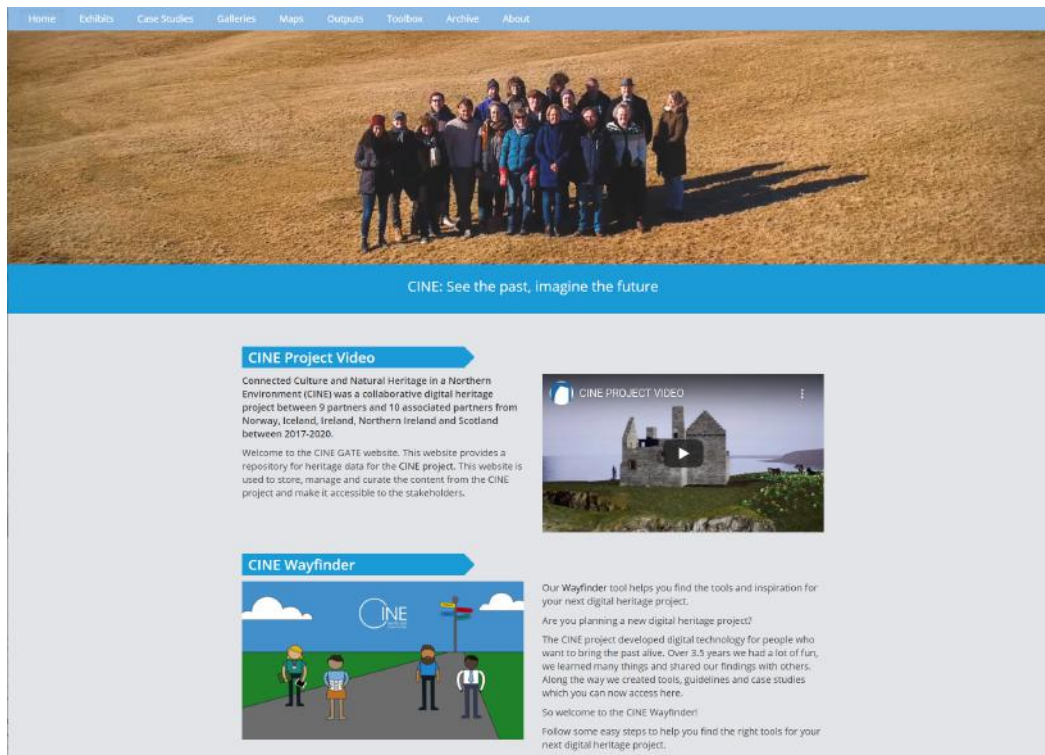 Home Exhibits Case Studies Galleries Maps Outputs Toolbox Archive About
CINE: See the past, imagine the future
CINE Project Video
Connected Culture and Natural Heritage in a Northern
Environment (CINE) was a collaborative digital heritage
project between 9 partners and 10 associated partners from
Norway, Iceland, Ireland, Northern Ireland and Scotland
between 2017-2020.
Welcome to the CINE GATE website. This website provides a
repository for heritage data for the CINE project. This website is
used to store, manage and curate the content from the CINE
project and make it accessible to the stakeholders.
CINE PROJECT VIDEO
CINE Wayfinder
CINE
Our Wayfinder tool helps you find the tools and inspiration for
your next digital heritage project.
Are you planning a new digital heritage project?
The CINE project developed digital technology for people who
want to bring the past alive. Over 3.5 years we had a lot of fun,
we learned many things and shared our findings with others.
Along the way we created tools, guidelines and case studies
which you can now access here.
So welcome to the CINE Wayfinder!
Follow some easy steps to help you find the right tools for your
next digital heritage project.